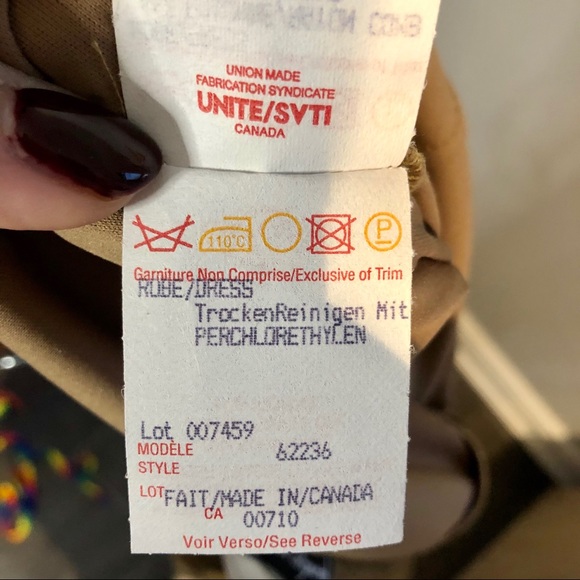 UNION MADE
FABRICATION SYNDICATE
UNITE/SVTI
CANADA
110°C
P
Garniture Non Comprise/Exclusive of Trim
ROBE/DRESS
TrockenReinigen Mit
PERCHLORETHYLEN
Lot 007459
MODÈLE
STYLE 62236
LOT FAIT/MADE IN/CANADA
CA 00710
Voir Verso/See Reverse